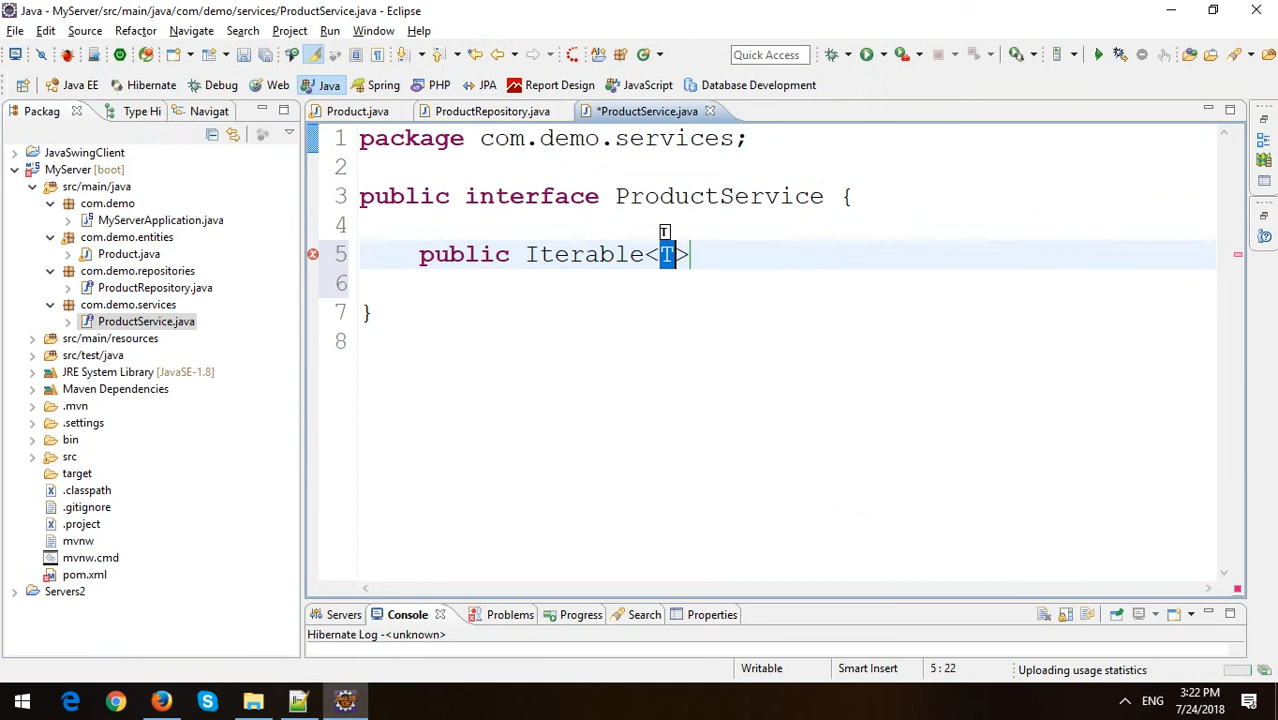 Java - MyServer/src/main/java/com/demo/services/ProductService.java - Eclipse
File Edit Source Refactor Navigate Search Project Run Window Help
Quick Access
Java EE Hibernate Debug Web Java Spring PHP JPA Report Design JavaScript Database Development
Packag Type Hi Navigat
Product.java ProductRepository.java *ProductService.java
JavaSwingClient
MyServer [boot]
src/main/java
com.demo
MyServerApplication.java
com.demo.entities
Product.java
com.demo.repositories
ProductRepository.java
com.demo.services
ProductService.java
src/main/resources
src/test/java
JRE System Library [JavaSE-1.8]
Maven Dependencies
.mvn
.settings
bin
src
target
.classpath
.gitignore
.project
mvnw
mvnw.cmd
pom.xml
Servers2
1 package com.demo.services;
2
3 public interface ProductService {
4
T
5 public Iterable<T>
6
7 }
8
Servers Console Problems Progress Search Properties
Hibernate Log -<unknown>
Writable Smart Insert 5 : 22 Uploading usage statistics
ENG 3:22 PM
7/24/2018